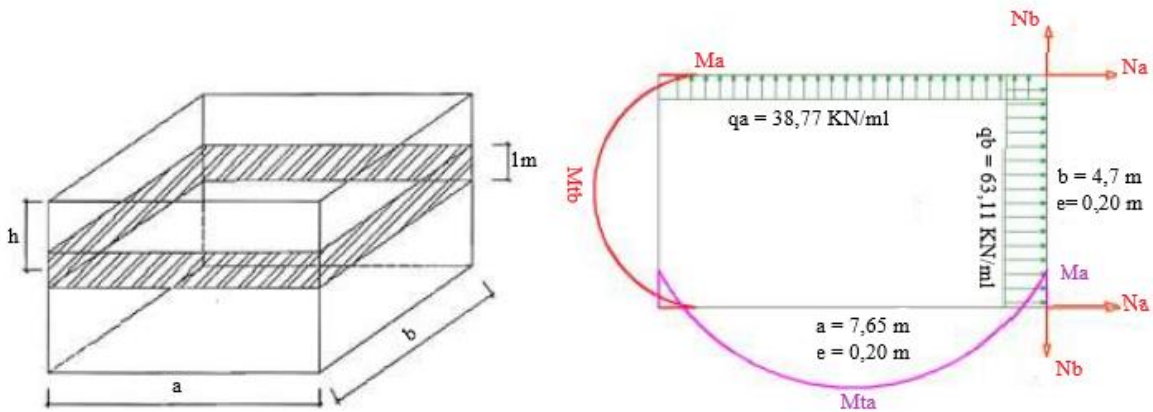 1m
h
b
a
Nb
Ma
Na
qa = 38,77 KN/ml
Mtb
qb = 63,11 KN/ml
b = 4,7 m
e= 0,20 m
Ma
Na
a = 7,65 m
e = 0,20 m
Nb
Mta